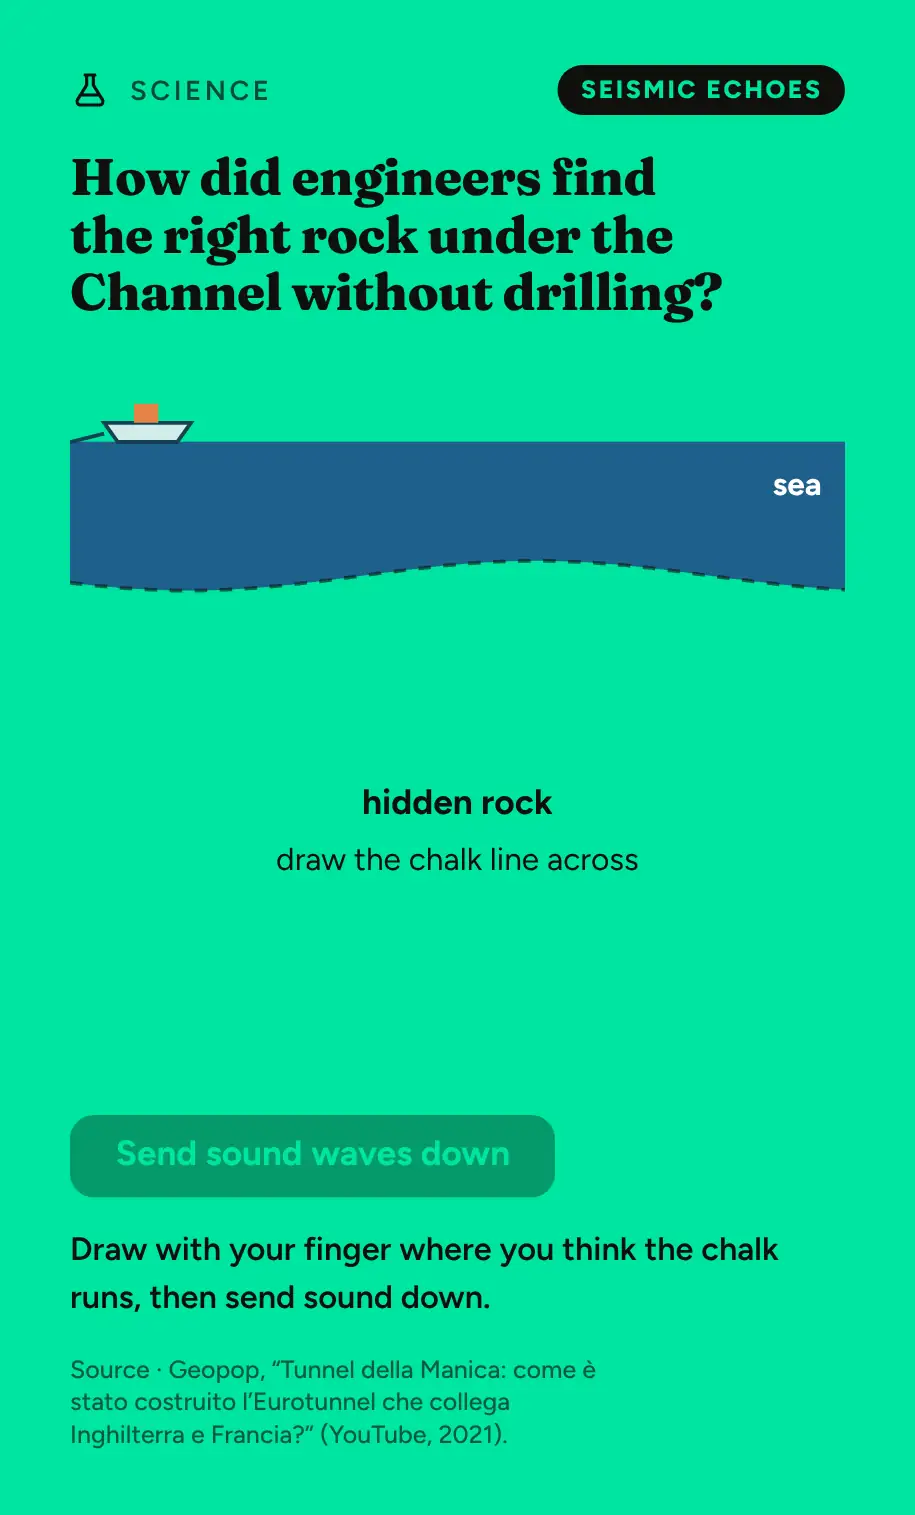 SCIENCE
SEISMIC ECHOES
How did engineers find
the right rock under the
Channel without drilling?
sea
hidden rock
draw the chalk line across
Send sound waves down
Draw with your finger where you think the chalk
runs, then send sound down.
Source · Geopop, “Tunnel della Manica: come è
stato costruito l’Eurotunnel che collega
Inghilterra e Francia?” (YouTube, 2021).